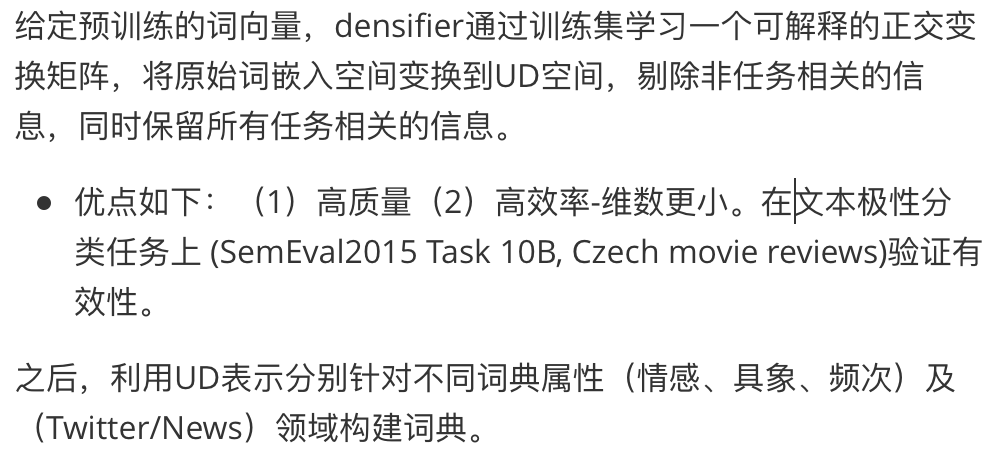 给定预训练的词向量，densifier通过训练集学习一个可解释的正交变
换矩阵，将原始词嵌入空间变换到UD空间，剔除非任务相关的信
息，同时保留所有任务相关的信息。
● 优点如下：（1）高质量（2）高效率-维数更小。在文本极性分
类任务上 (SemEval2015 Task 10B, Czech movie reviews)验证有
效性。
之后，利用UD表示分别针对不同词典属性（情感、具象、频次）及
（Twitter/News）领域构建词典。